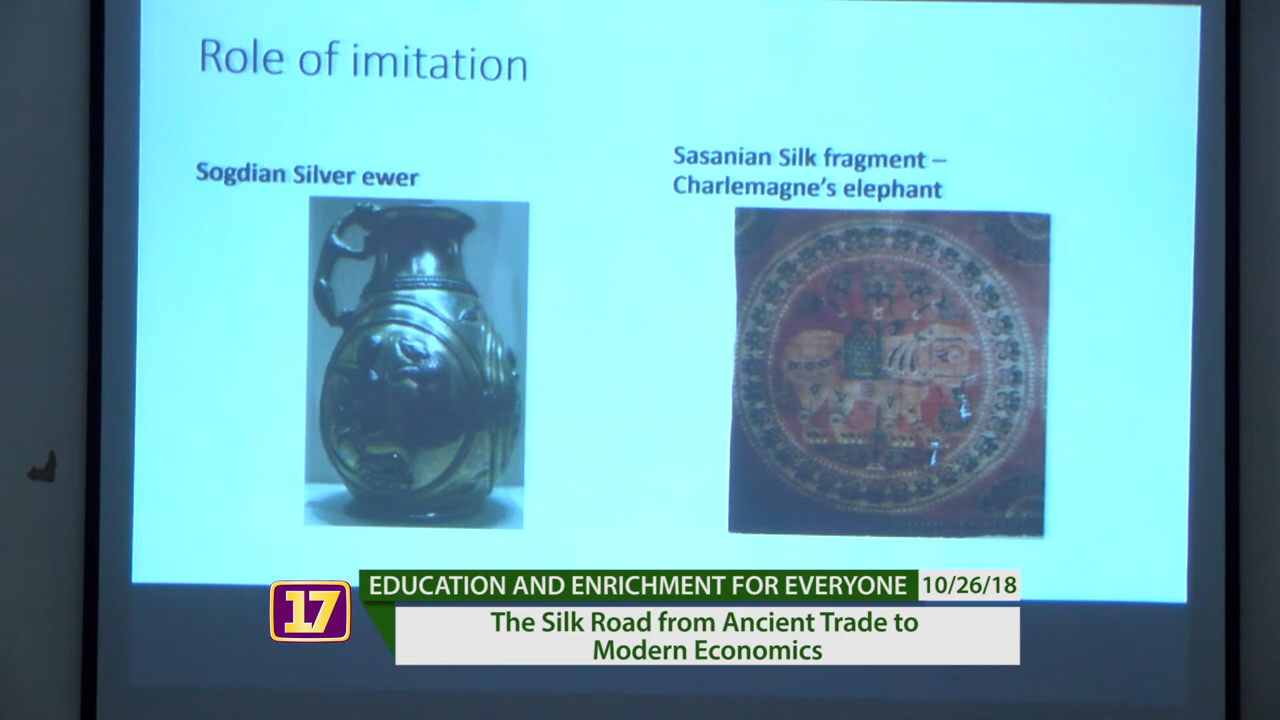 Role of imitation
Sogdian Silver ewer
Sasanian Silk fragment –
Charlemagne's elephant
17
EDUCATION AND ENRICHMENT FOR EVERYONE 10/26/18
The Silk Road from Ancient Trade to
Modern Economics